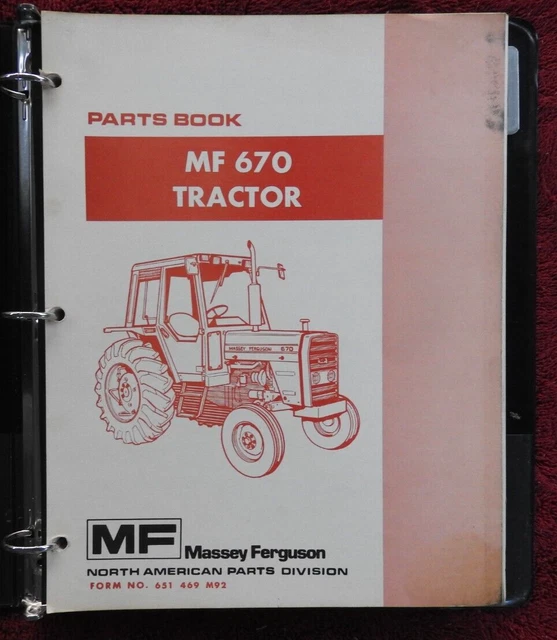 PARTS BOOK
MF 670
TRACTOR
MASSEY FERGUSON 670
MF
Massey Ferguson
NORTH AMERICAN PARTS DIVISION
FORM NO. 651 469 M92